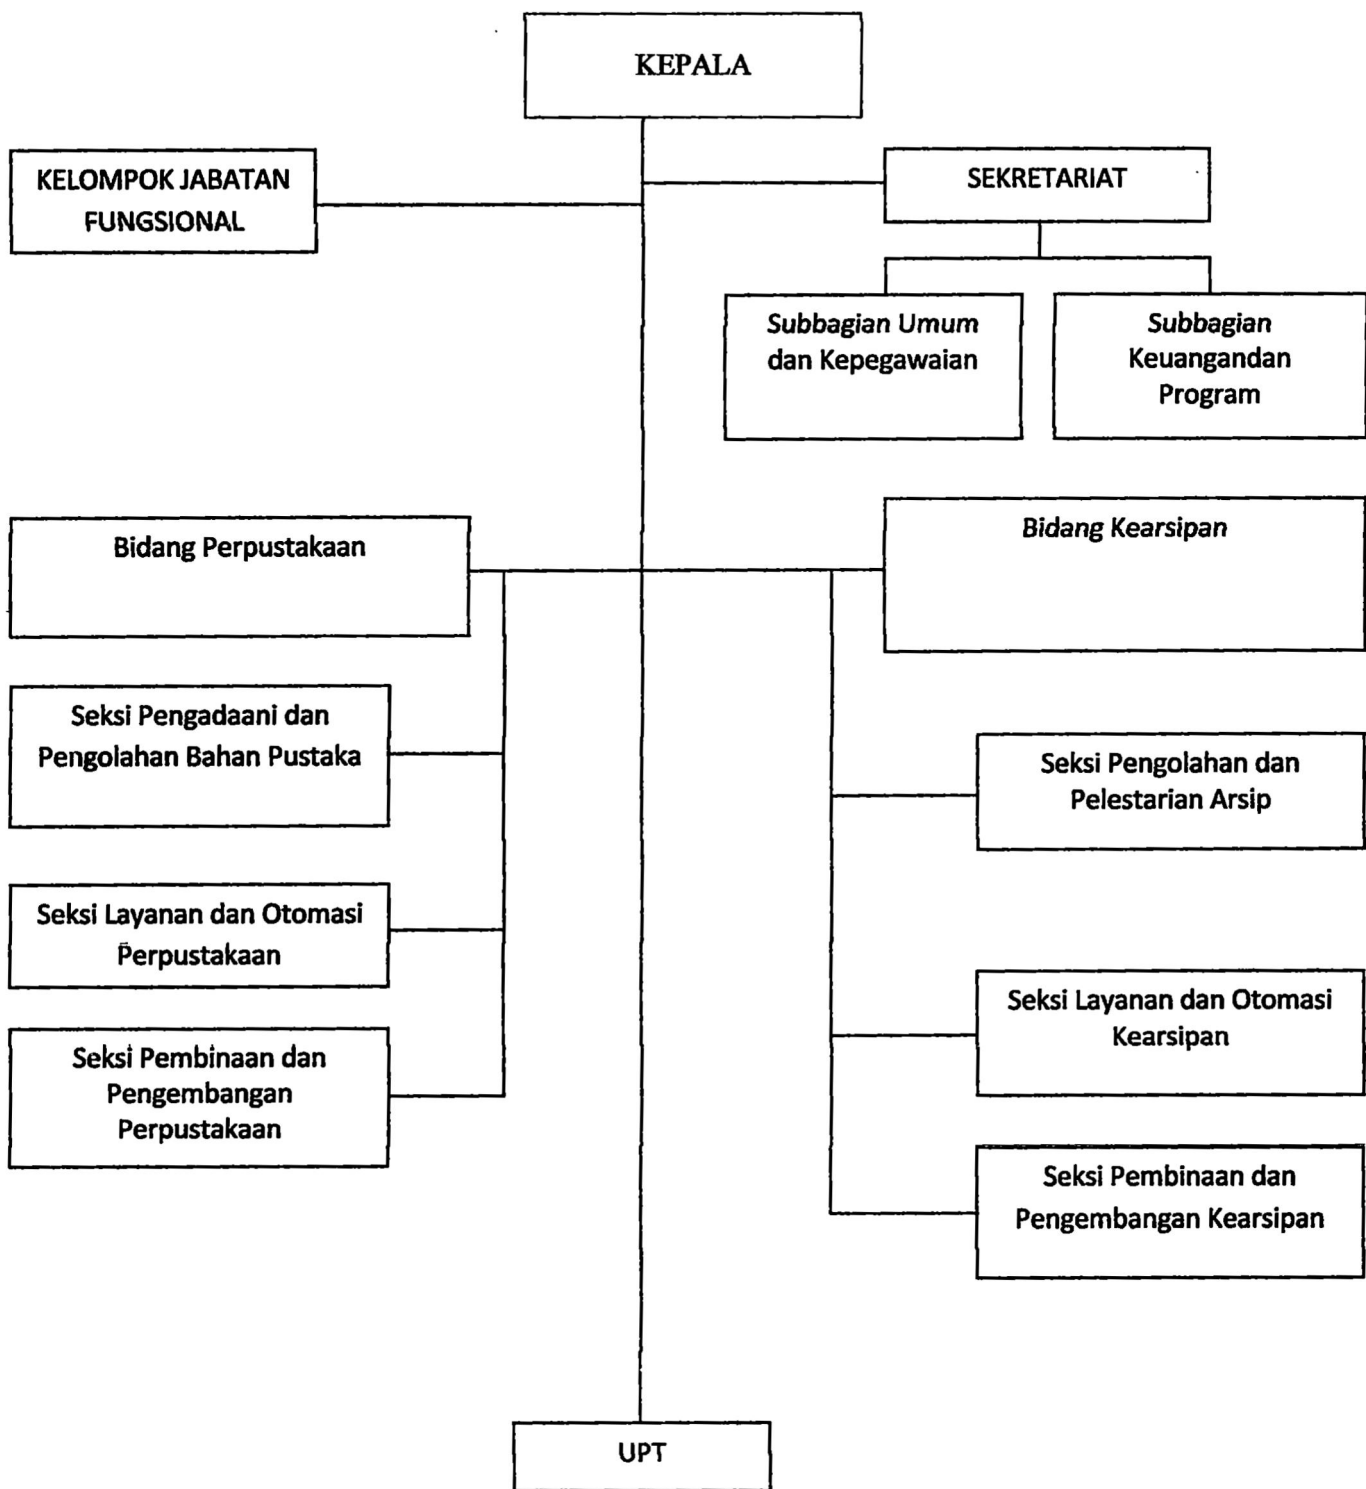 KEPALA
KELOMPOK JABATAN
FUNGSIONAL
SEKRETARIAT
Subbagian Umum
dan Kepegawaian
Subbagian
Keuangandan
Program
Bidang Perpustakaan
Bidang Kearsipan
Seksi Pengadaani dan
Pengolahan Bahan Pustaka
Seksi Layanan dan Otomasi
Perpustakaan
Seksi Pembinaan dan
Pengembangan
Perpustakaan
Seksi Pengolahan dan
Pelestarian Arsip
Seksi Layanan dan Otomasi
Kearsipan
Seksi Pembinaan dan
Pengembangan Kearsipan
UPT